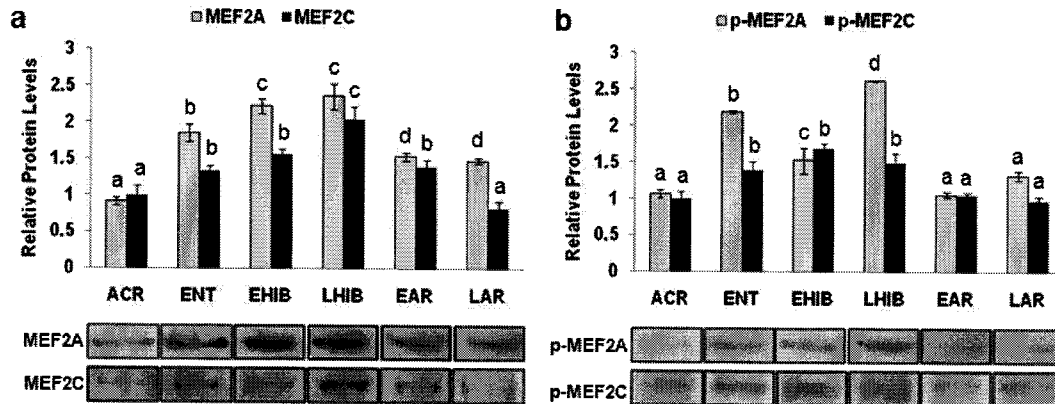 a
MEF2A MEF2C
Relative Protein Levels
3
2.5
2
1.5
1
0.5
0
a a b b c b c c d b d a
ACR ENT EHIB LHIB EAR LAR
MEF2A
MEF2C
b
p-MEF2A p-MEF2C
Relative Protein Levels
3
2.5
2
1.5
1
0.5
0
a a b b c b d b a a a a
ACR ENT EHIB LHIB EAR LAR
p-MEF2A
p-MEF2C